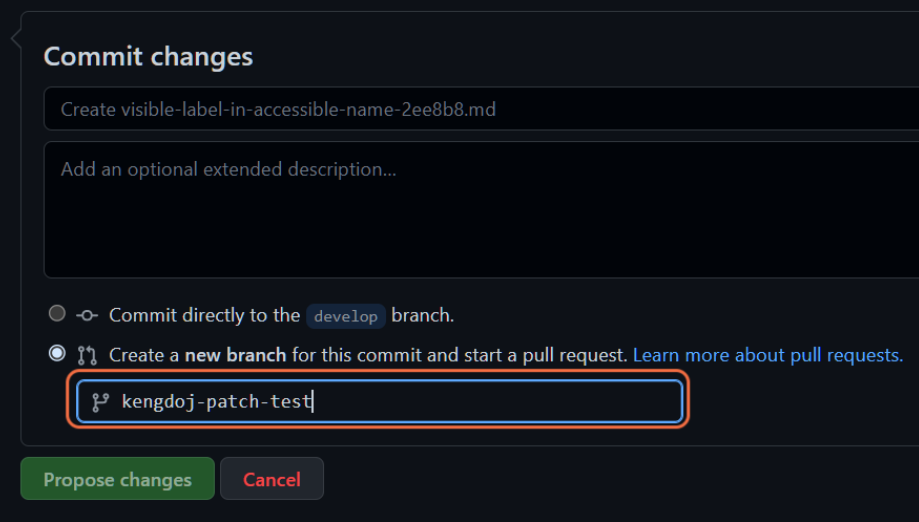 Commit changes
Create visible-label-in-accessible-name-2ee8b8.md
Add an optional extended description...
Commit directly to the develop branch.
Create a new branch for this commit and start a pull request. Learn more about pull requests.
kengdoj-patch-test
Propose changes
Cancel